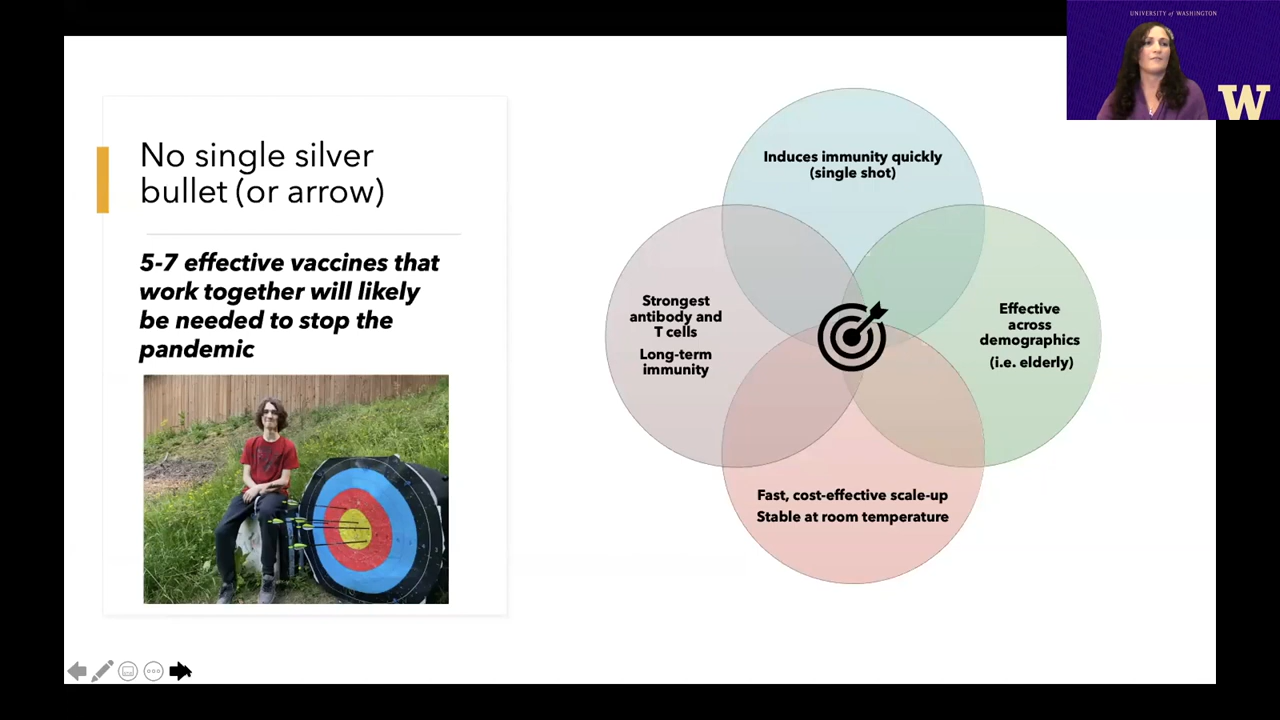 UNIVERSITY of WASHINGTON
W
No single silver
bullet (or arrow)
5-7 effective vaccines that
work together will likely
be needed to stop the
pandemic
Induces immunity quickly
(single shot)
Strongest
antibody and
T cells
Long-term
immunity
Effective
across
demographics
(i.e. elderly)
Fast, cost-effective scale-up
Stable at room temperature